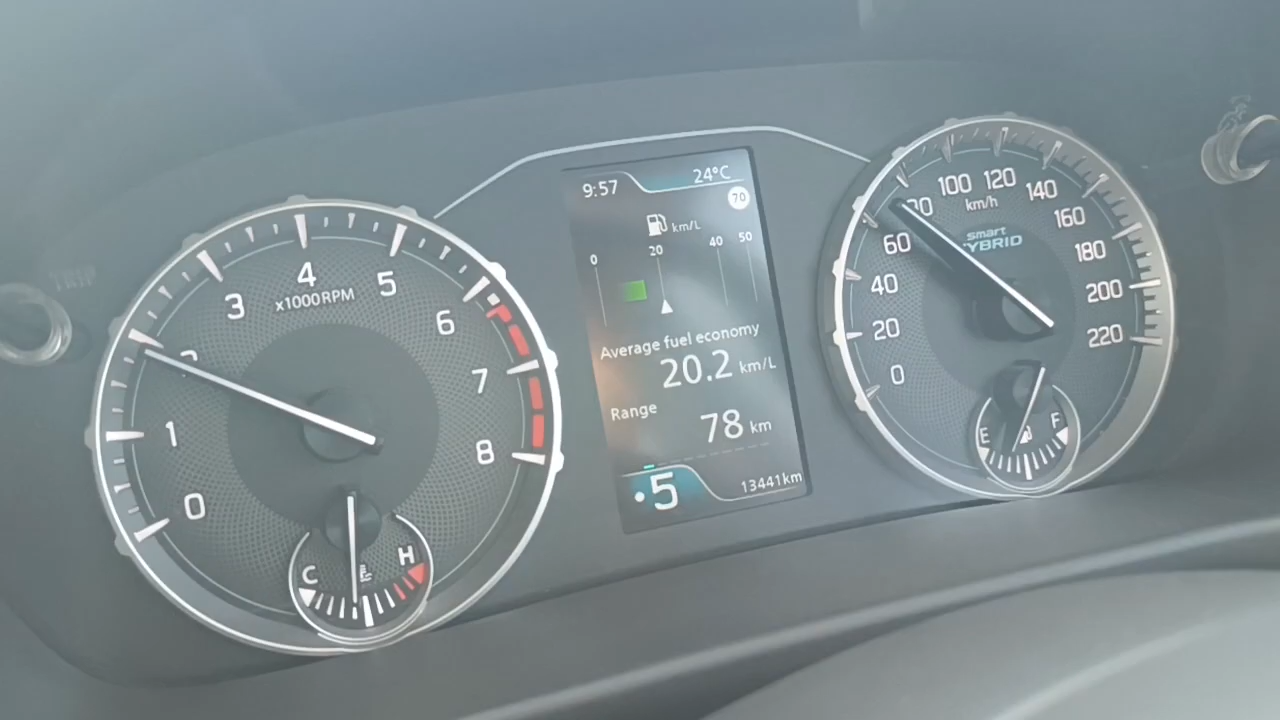 0
1
3
4
5
6
7
8
x1000RPM
C
H
9:57
24°C
70
km/L
0
20
40
50
Average fuel economy
20.2 km/L
Range
78 km
5
13441km
0
20
40
60
100
120
140
160
180
200
220
km/h
smart
HYBRID
E
F